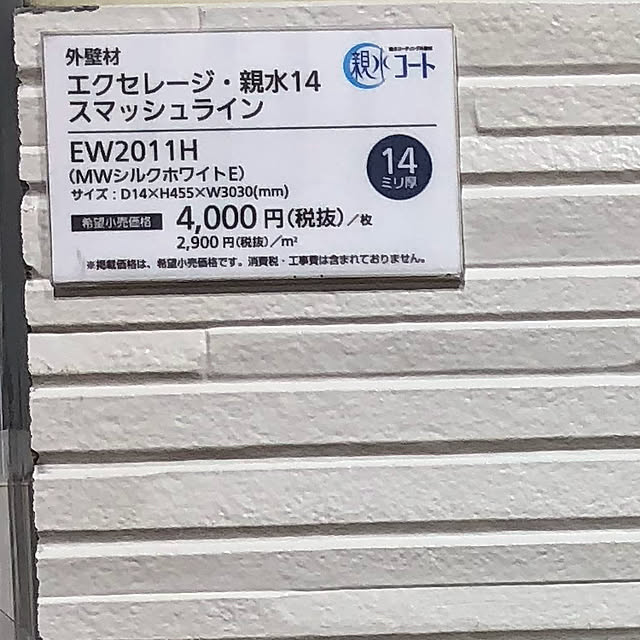 外壁材
エクセレージ・親水14
スマッシュライン
親水コート
EW2011H
(MWシルクホワイトE)
サイズ:D14×H455×W3030(mm)
14
ミリ厚
希望小売価格 4,000円(税抜)/枚
2,900円(税抜)/m²
※掲載価格は、希望小売価格です。消費税・工事費は含まれておりません。